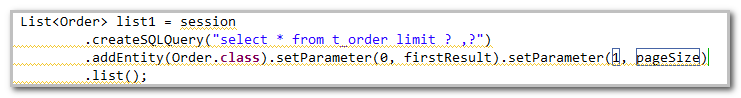 List<Order> list1 = session
.createSQLQuery("select * from t_order limit ? ,?")
.addEntity(Order.class).setParameter(0, firstResult).setParameter(1, pageSize)
.list();